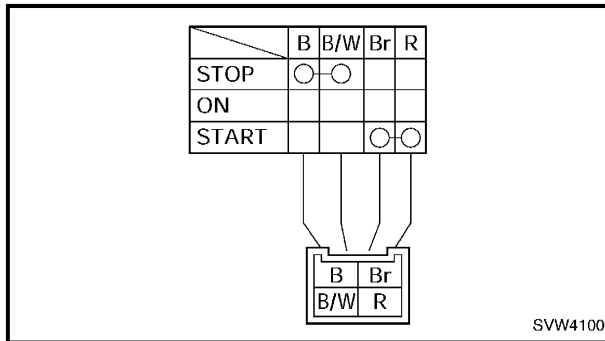 B B/W Br R
STOP
ON
START
B Br
B/W R
SVW4100